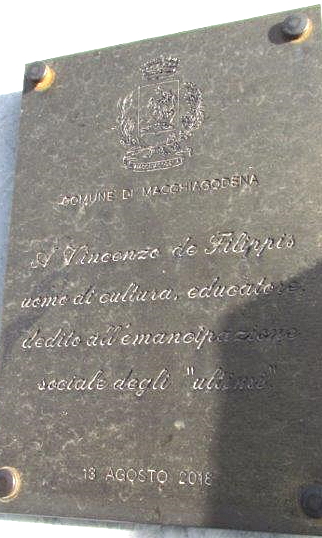 COMUNE DI MACCHIAGODENA
A Vincenzo de Filippis
uomo di cultura, educatore,
dedito all'emancipazione
sociale degli "ultimi"
13 AGOSTO 2018